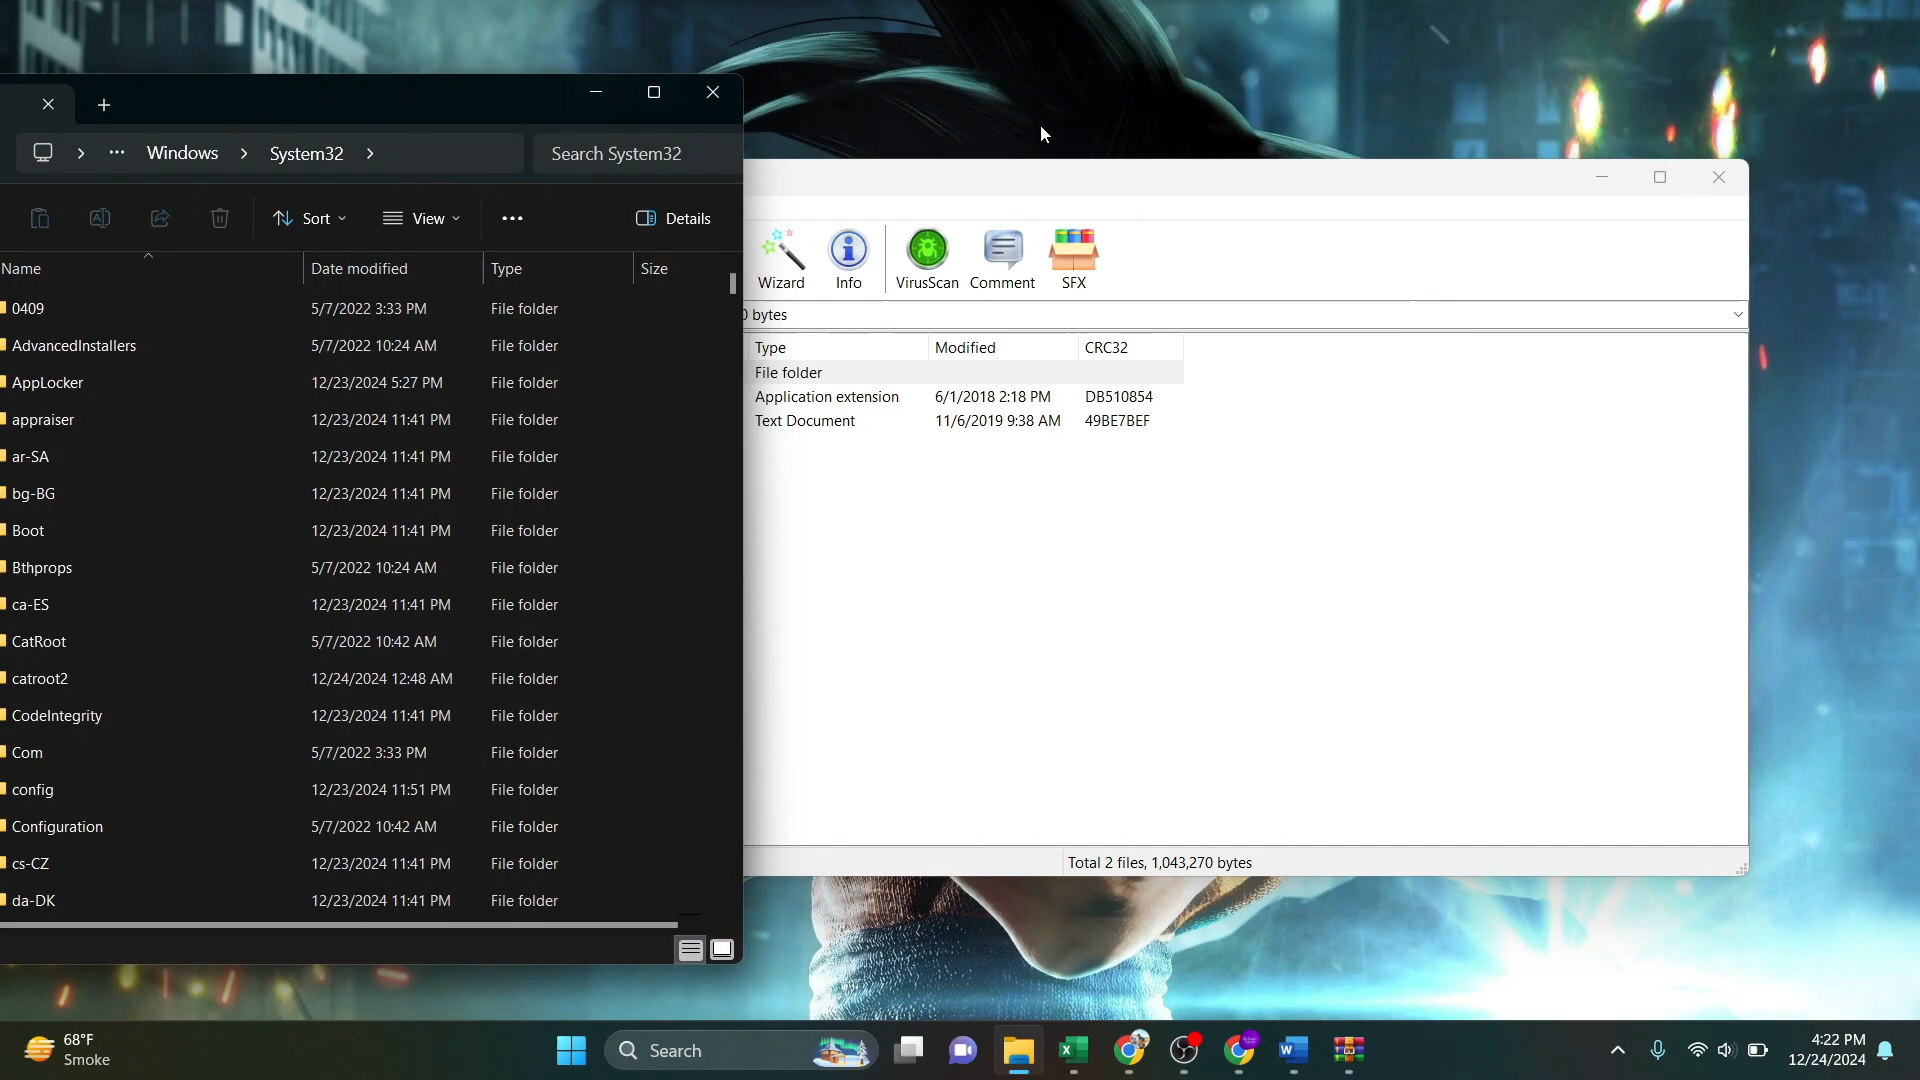 Windows > System32 >
Search System32
Sort
View
Details
Name Date modified Type Size
0409 5/7/2022 3:33 PM File folder
AdvancedInstallers 5/7/2022 10:24 AM File folder
AppLocker 12/23/2024 5:27 PM File folder
appraiser 12/23/2024 11:41 PM File folder
ar-SA 12/23/2024 11:41 PM File folder
bg-BG 12/23/2024 11:41 PM File folder
Boot 12/23/2024 11:41 PM File folder
Bthprops 5/7/2022 10:24 AM File folder
ca-ES 12/23/2024 11:41 PM File folder
CatRoot 5/7/2022 10:42 AM File folder
catroot2 12/24/2024 12:48 AM File folder
CodeIntegrity 12/23/2024 11:41 PM File folder
Com 5/7/2022 3:33 PM File folder
config 12/23/2024 11:51 PM File folder
Configuration 5/7/2022 10:42 AM File folder
cs-CZ 12/23/2024 11:41 PM File folder
da-DK 12/23/2024 11:41 PM File folder
Wizard Info VirusScan Comment SFX
bytes
Type Modified CRC32
File folder
Application extension 6/1/2018 2:18 PM DB510854
Text Document 11/6/2019 9:38 AM 49BE7BEF
Total 2 files, 1,043,270 bytes
68°F
Smoke
Search
4:22 PM
12/24/2024